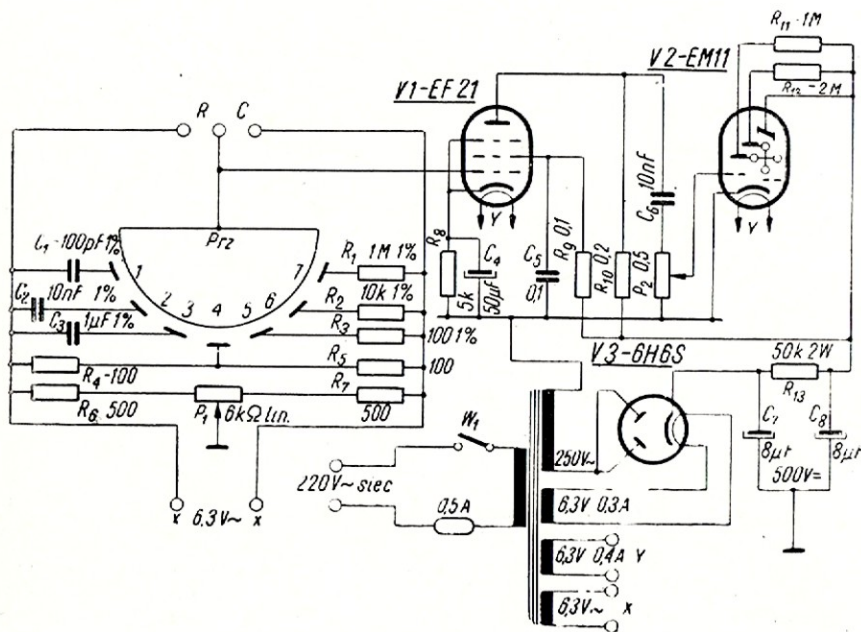 R11 - 1M
V2-EM11
V1-EF 21
R12 - 2M
R C
C6 10nF
Y
Y
Prz
C1 - 100pF 1%
R1 1M 1%
C2 10nF 1%
R2 10k 1%
C3 1µF 1%
R3 100 1%
1 2 3 4 5 6 7
R8 5k
C4 50µF
C5 0,1
R9 0,1
R10 0,2
P2 0,5
R4 - 100
R5 100
R6 500
P1 6kΩ Lin.
R7 500
V3-6H6S
50k 2W
R13
C7 8µF
C8 8µF
500V=
W1
250V~
220V~ sieć
0,5A
6,3V 0,3A
x 6,3V~ x
6,3V 0,4A Y
6,3V~ x